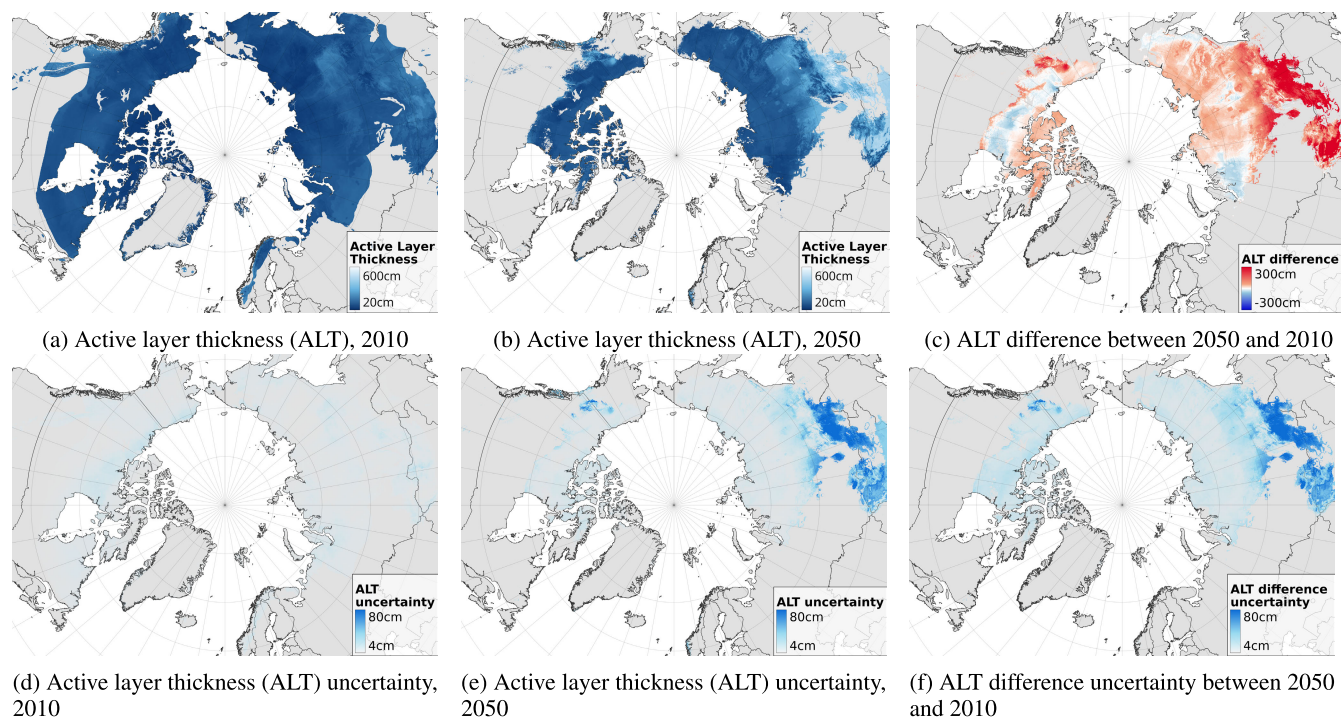 Active Layer
Thickness
600cm
20cm
Active Layer
Thickness
600cm
20cm
ALT difference
300cm
-300cm
(a) Active layer thickness (ALT), 2010
(b) Active layer thickness (ALT), 2050
(c) ALT difference between 2050 and 2010
ALT
uncertainty
80cm
4cm
ALT uncertainty
80cm
4cm
ALT difference
uncertainty
80cm
4cm
(d) Active layer thickness (ALT) uncertainty,
2010
(e) Active layer thickness (ALT) uncertainty,
2050
(f) ALT difference uncertainty between 2050
and 2010